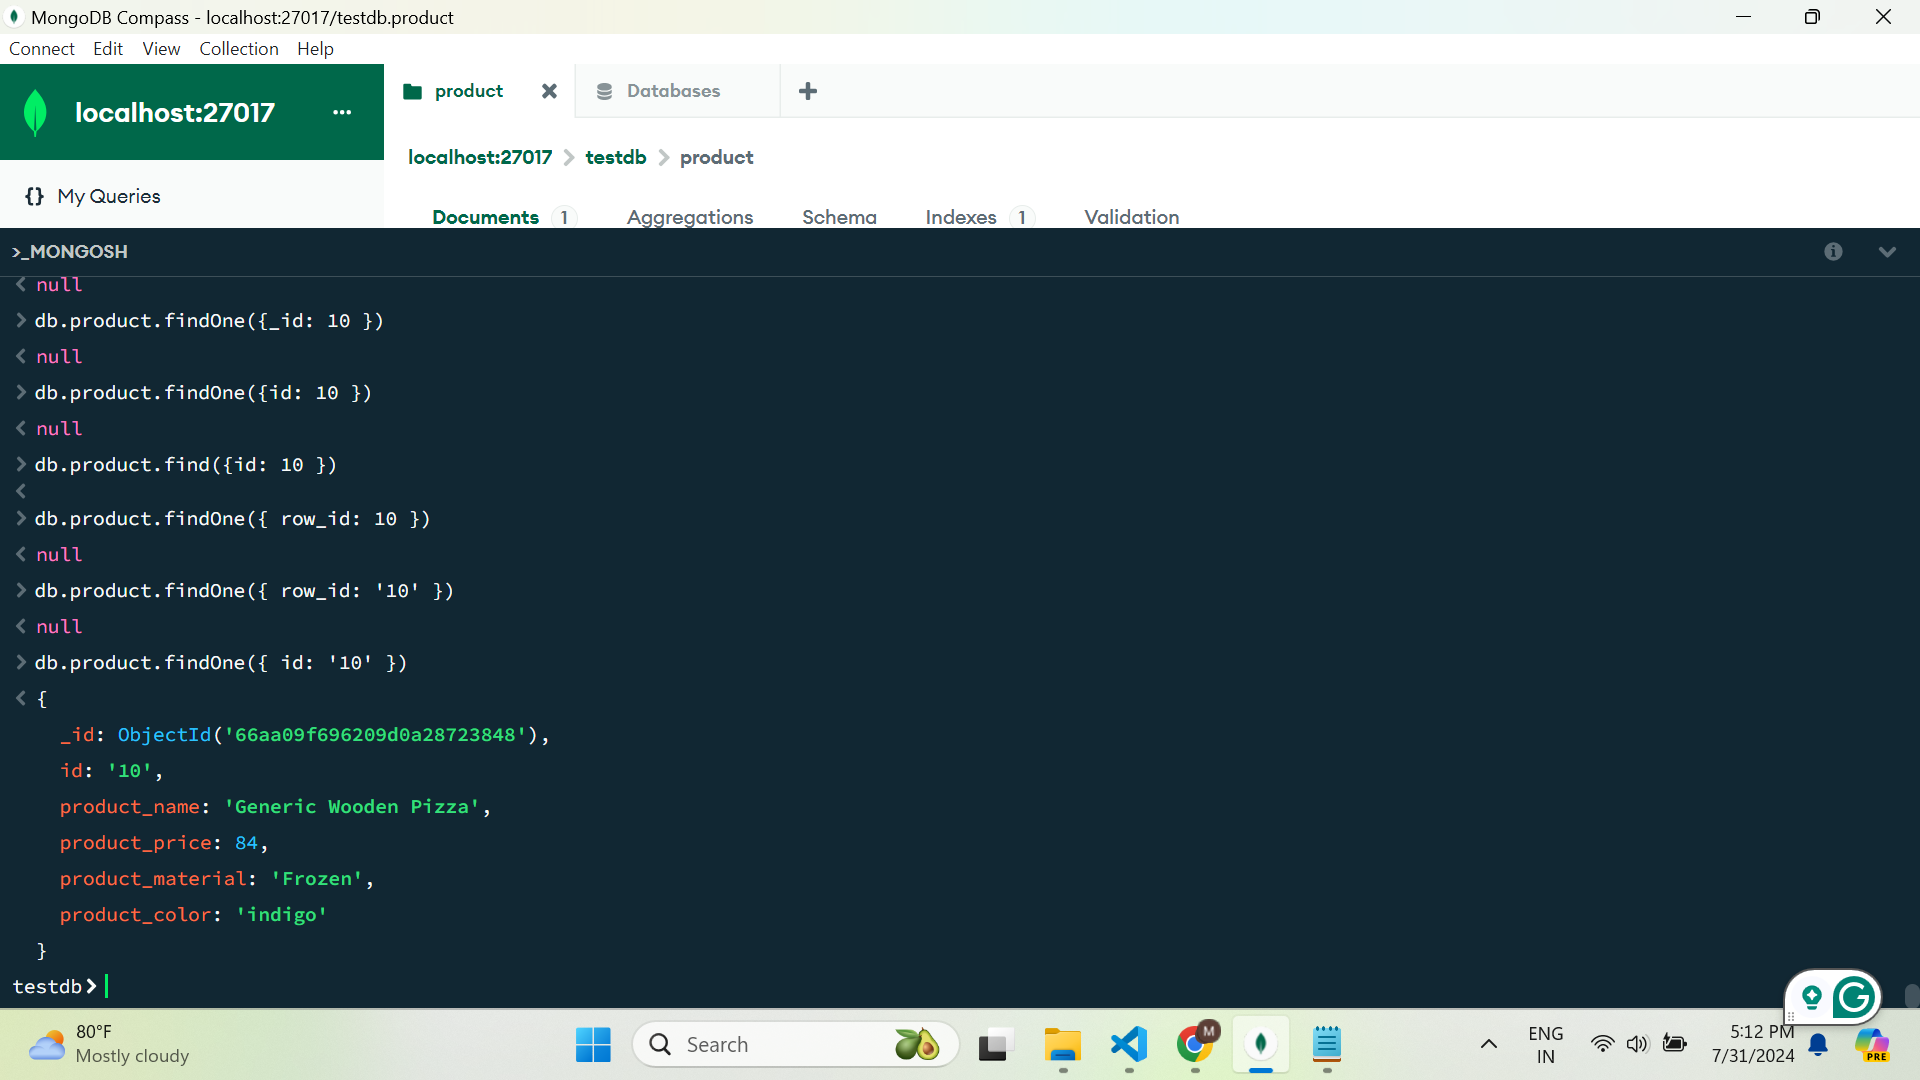 MongoDB Compass - localhost:27017/testdb.product
Connect Edit View Collection Help
localhost:27017 ...
product Databases
{} My Queries
localhost:27017 > testdb > product
Documents 1 Aggregations Schema Indexes 1 Validation
>_MONGOSH
< null
> db.product.findOne({_id: 10 })
< null
> db.product.findOne({id: 10 })
< null
> db.product.find({id: 10 })
<
> db.product.findOne({ row_id: 10 })
< null
> db.product.findOne({ row_id: '10' })
< null
> db.product.findOne({ id: '10' })
< {
_id: ObjectId('66aa09f696209d0a28723848'),
id: '10',
product_name: 'Generic Wooden Pizza',
product_price: 84,
product_material: 'Frozen',
product_color: 'indigo'
}
testdb>
80°F
Mostly cloudy
Search
M
ENG
IN
5:12 PM
7/31/2024
PRE